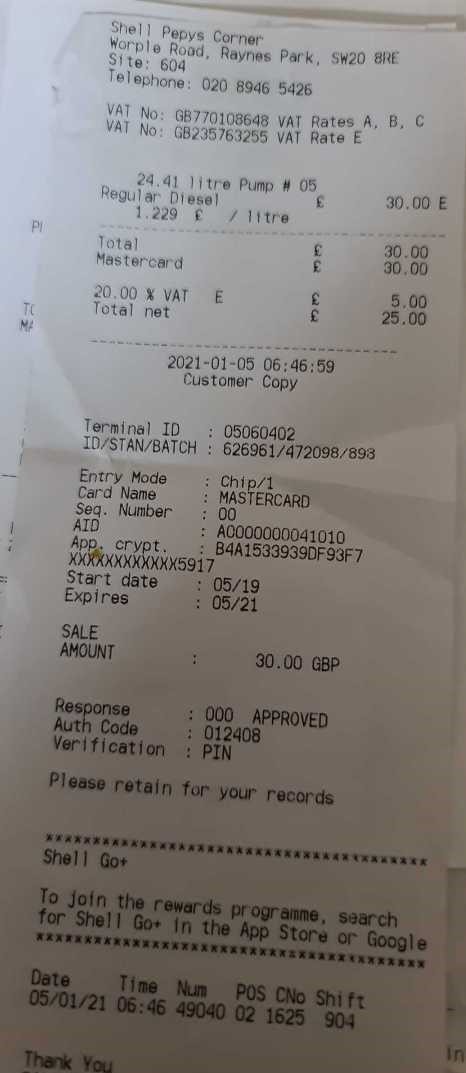 Shell Pepys Corner
Worple Road, Raynes Park, SW20 8RE
Site: 604
Telephone: 020 8946 5426
VAT No: GB770108648 VAT Rates A, B, C
VAT No: GB235763255 VAT Rate E
24.41 litre Pump # 05
Regular Diesel £ 30.00 E
1.229 £ / litre
Total £ 30.00
Mastercard £ 30.00
20.00 % VAT E £ 5.00
Total net £ 25.00
2021-01-05 06:46:59
Customer Copy
Terminal ID : 05060402
ID/STAN/BATCH : 626961/472098/898
Entry Mode : Chip/1
Card Name : MASTERCARD
Seq. Number : 00
AID : A0000000041010
App. crypt. : B4A1533939DF93F7
XXXXXXXXXXXX5917
Start date : 05/19
Expires : 05/21
SALE
AMOUNT : 30.00 GBP
Response : 000 APPROVED
Auth Code : 012408
Verification : PIN
Please retain for your records
****************************************
Shell Go+
To join the rewards programme, search
for Shell Go+ in the App Store or Google
****************************************
Date Time Num POS CNo Shift
05/01/21 06:46 49040 02 1625 904
Thank You